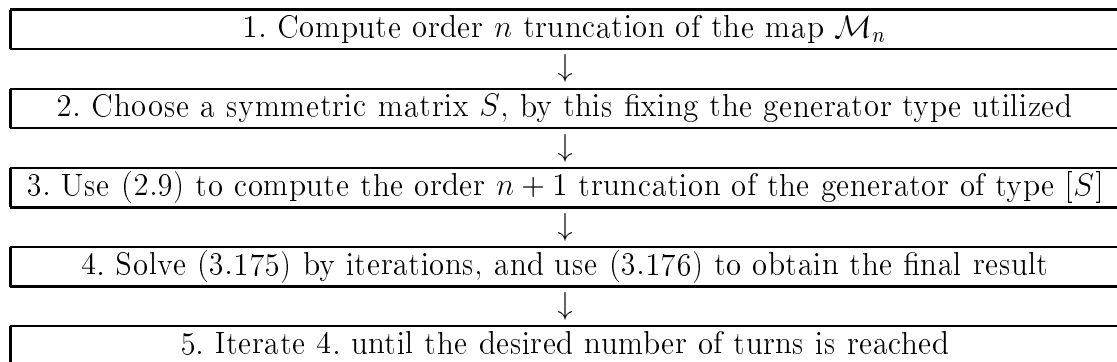 1. Compute order n truncation of the map ℳₙ
↓
2. Choose a symmetric matrix S, by this fixing the generator type utilized
↓
3. Use (2.9) to compute the order n + 1 truncation of the generator of type [S]
↓
4. Solve (3.175) by iterations, and use (3.176) to obtain the final result
↓
5. Iterate 4. until the desired number of turns is reached